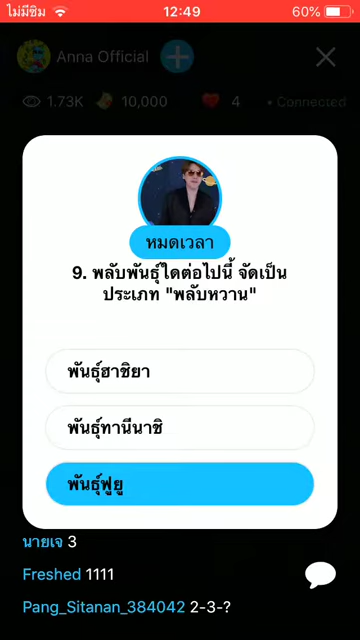 ไม่มีซิม 12:49 60%
Anna Official
1.73K 10,000 4 • Connected
หมดเวลา
9. พลับพันธุ์ใดต่อไปนี้ จัดเป็น
ประเภท "พลับหวาน"
พันธุ์ฮาชิยา
พันธุ์ทานีนาชิ
พันธุ์ฟูยู
นายเจ 3
Freshed 1111
Pang_Sitanan_384042 2-3-?